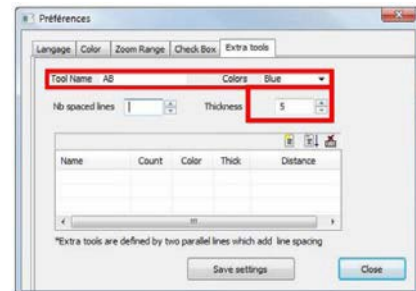 Préférences
Langage Color Zoom Range Check Box Extra tools
Tool Name AB Colors Blue
Nb spaced lines Thickness 5
Name Count Color Thick Distance
*Extra tools are defined by two parallel lines which add line spacing
Save settings Close